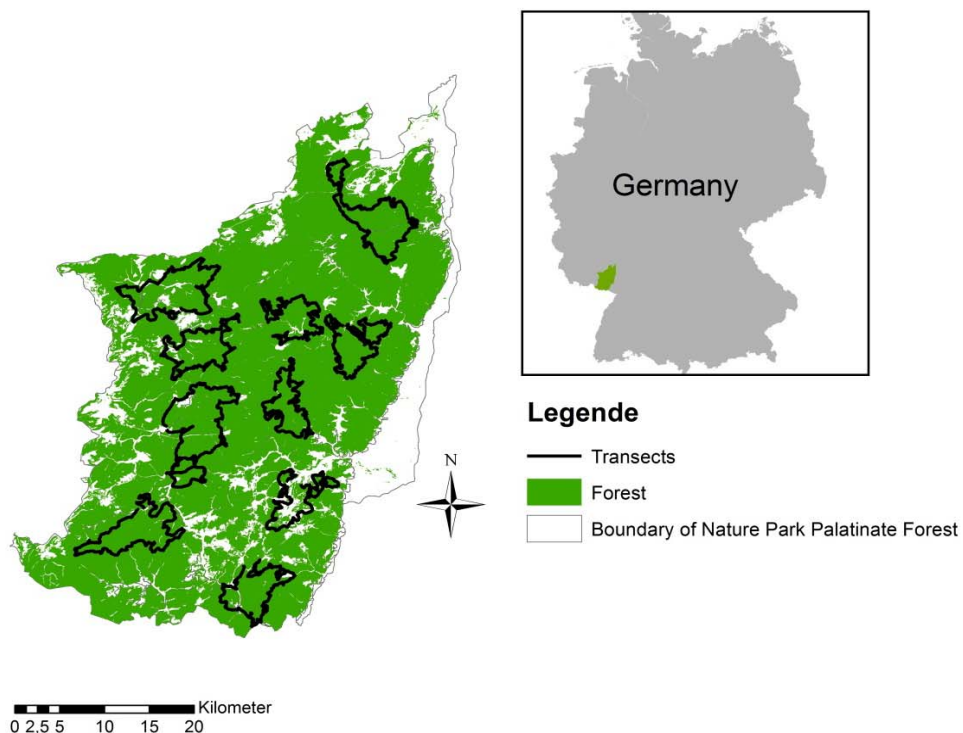 Germany
Legende
Transects
Forest
Boundary of Nature Park Palatinate Forest
N
Kilometer
0 2.5 5 10 15 20